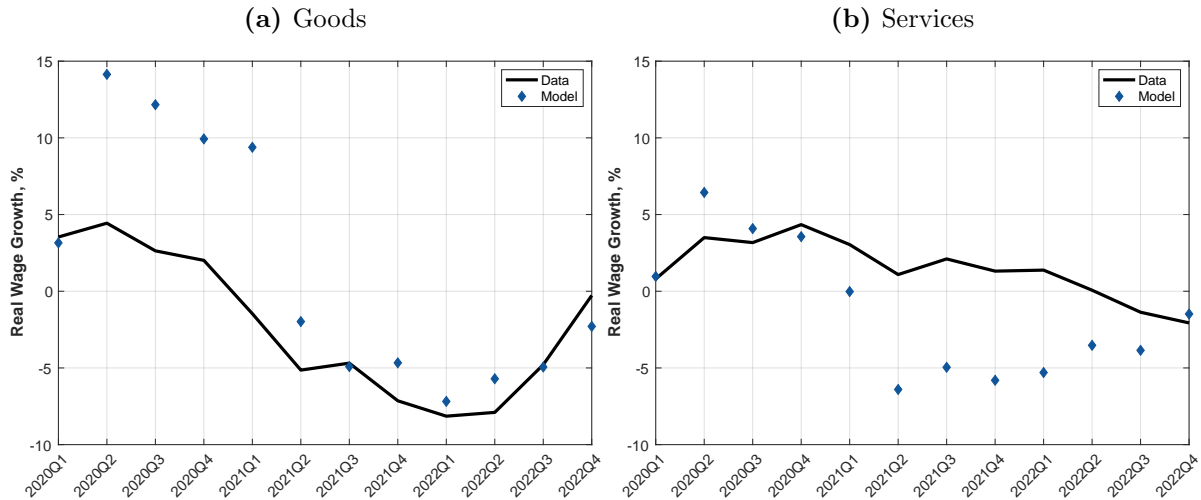 (a) Goods
15
10
5
0
-5
-10
Real Wage Growth, %
Data
Model
2020Q1
2020Q2
2020Q3
2020Q4
2021Q1
2021Q2
2021Q3
2021Q4
2022Q1
2022Q2
2022Q3
2022Q4
(b) Services
15
10
5
0
-5
-10
Real Wage Growth, %
Data
Model
2020Q1
2020Q2
2020Q3
2020Q4
2021Q1
2021Q2
2021Q3
2021Q4
2022Q1
2022Q2
2022Q3
2022Q4